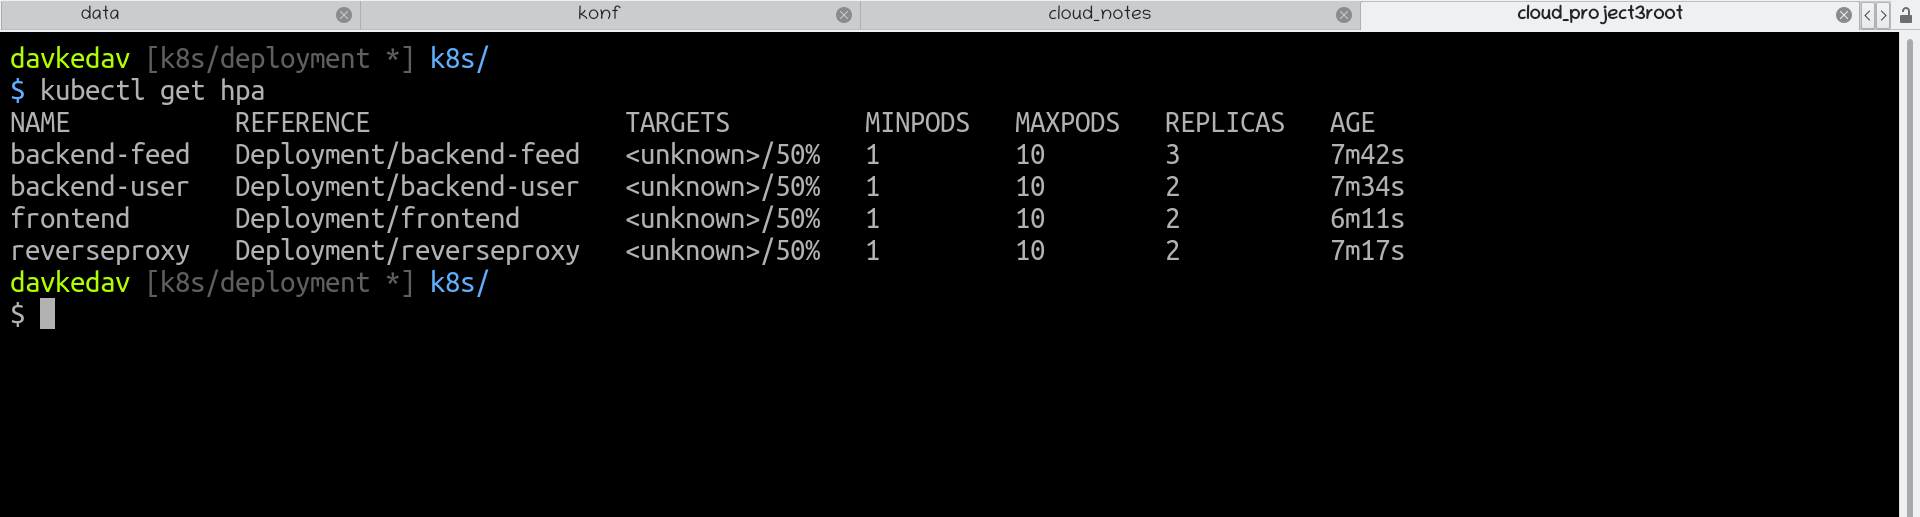 data konf cloud_notes cloud_project3root
davkedav [k8s/deployment *] k8s/
$ kubectl get hpa
NAME REFERENCE TARGETS MINPODS MAXPODS REPLICAS AGE
backend-feed Deployment/backend-feed <unknown>/50% 1 10 3 7m42s
backend-user Deployment/backend-user <unknown>/50% 1 10 2 7m34s
frontend Deployment/frontend <unknown>/50% 1 10 2 6m11s
reverseproxy Deployment/reverseproxy <unknown>/50% 1 10 2 7m17s
davkedav [k8s/deployment *] k8s/
$